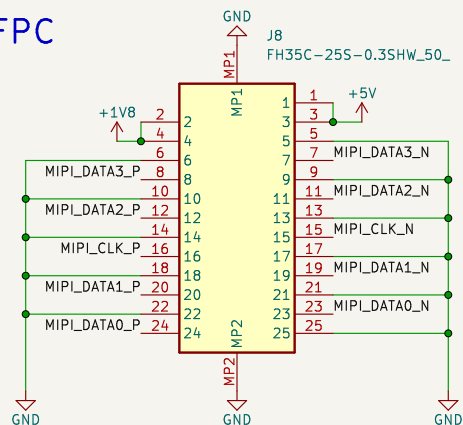 FPC
GND
J8
FH35C-25S-0.3SHW_50_
MP1
MP1
+5V
+1V8
1
1
2
2
3
3
4
4
5
5
6
6
7
7
MIPI_DATA3_N
MIPI_DATA3_P
8
8
9
9
10
10
11
11
MIPI_DATA2_N
MIPI_DATA2_P
12
12
13
13
14
14
15
15
MIPI_CLK_N
MIPI_CLK_P
16
16
17
17
18
18
19
19
MIPI_DATA1_N
MIPI_DATA1_P
20
20
21
21
22
22
23
23
MIPI_DATA0_N
MIPI_DATA0_P
24
24
25
25
MP2
MP2
GND
GND
GND